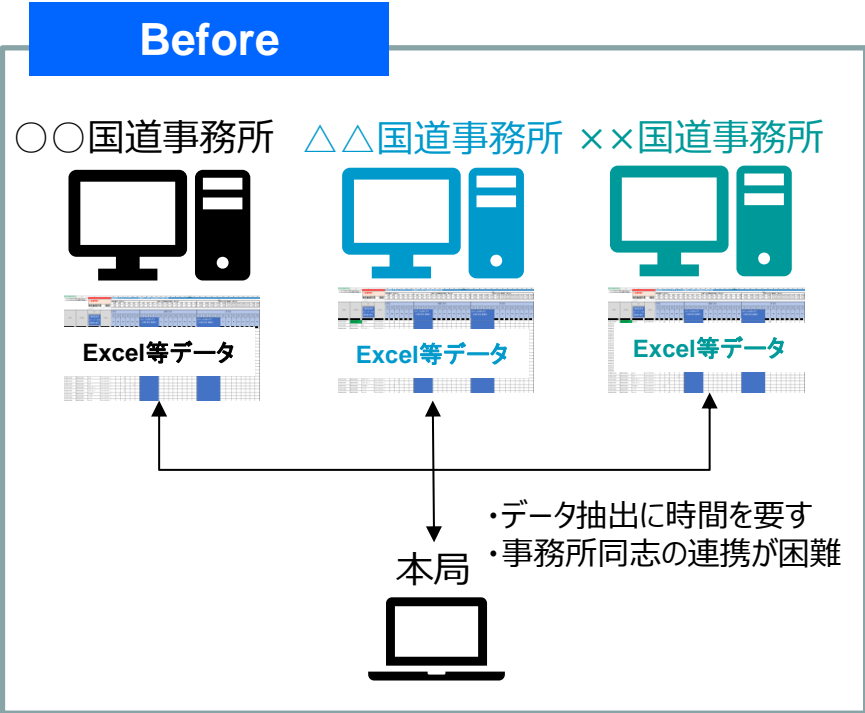 Before
○○国道事務所
△△国道事務所
××国道事務所
Excel等データ
Excel等データ
Excel等データ
・データ抽出に時間を要す
・事務所同志の連携が困難
本局